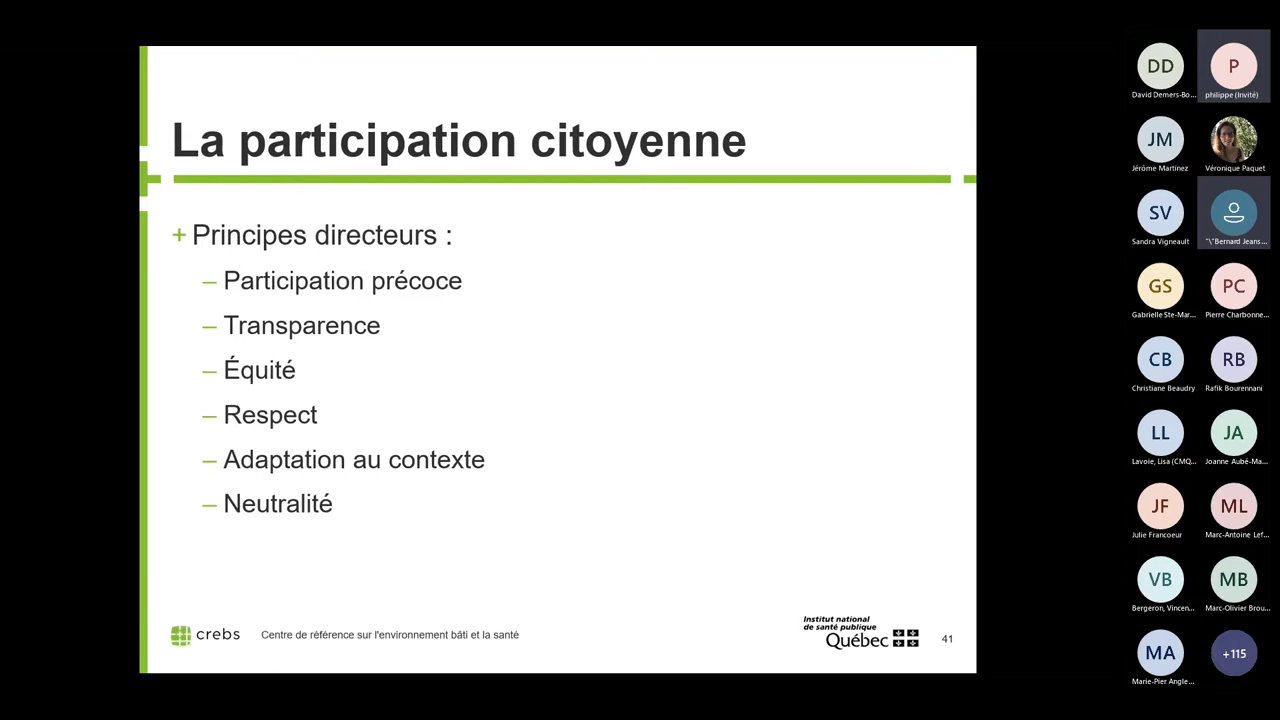 La participation citoyenne
+ Principes directeurs :
– Participation précoce
– Transparence
– Équité
– Respect
– Adaptation au contexte
– Neutralité
crebs
Centre de référence sur l'environnement bâti et la santé
Institut national
de santé publique
Québec
41
DD
P
David Demers-Bo...
philippe (Invité)
JM
Jérôme Martinez
Véronique Paquet
SV
Sandra Vigneault
"\"Bernard Jeans...
GS
PC
Gabrielle Ste-Mar...
Pierre Charbonne...
CB
RB
Christiane Beaudry
Rafik Bourennani
LL
JA
Lavoie, Lisa (CMQ...
Joanne Aubé-Ma...
JF
ML
Julie Francoeur
Marc-Antoine Lef...
VB
MB
Bergeron, Vincen...
Marc-Olivier Brou...
MA
+115
Marie-Pier Angle...